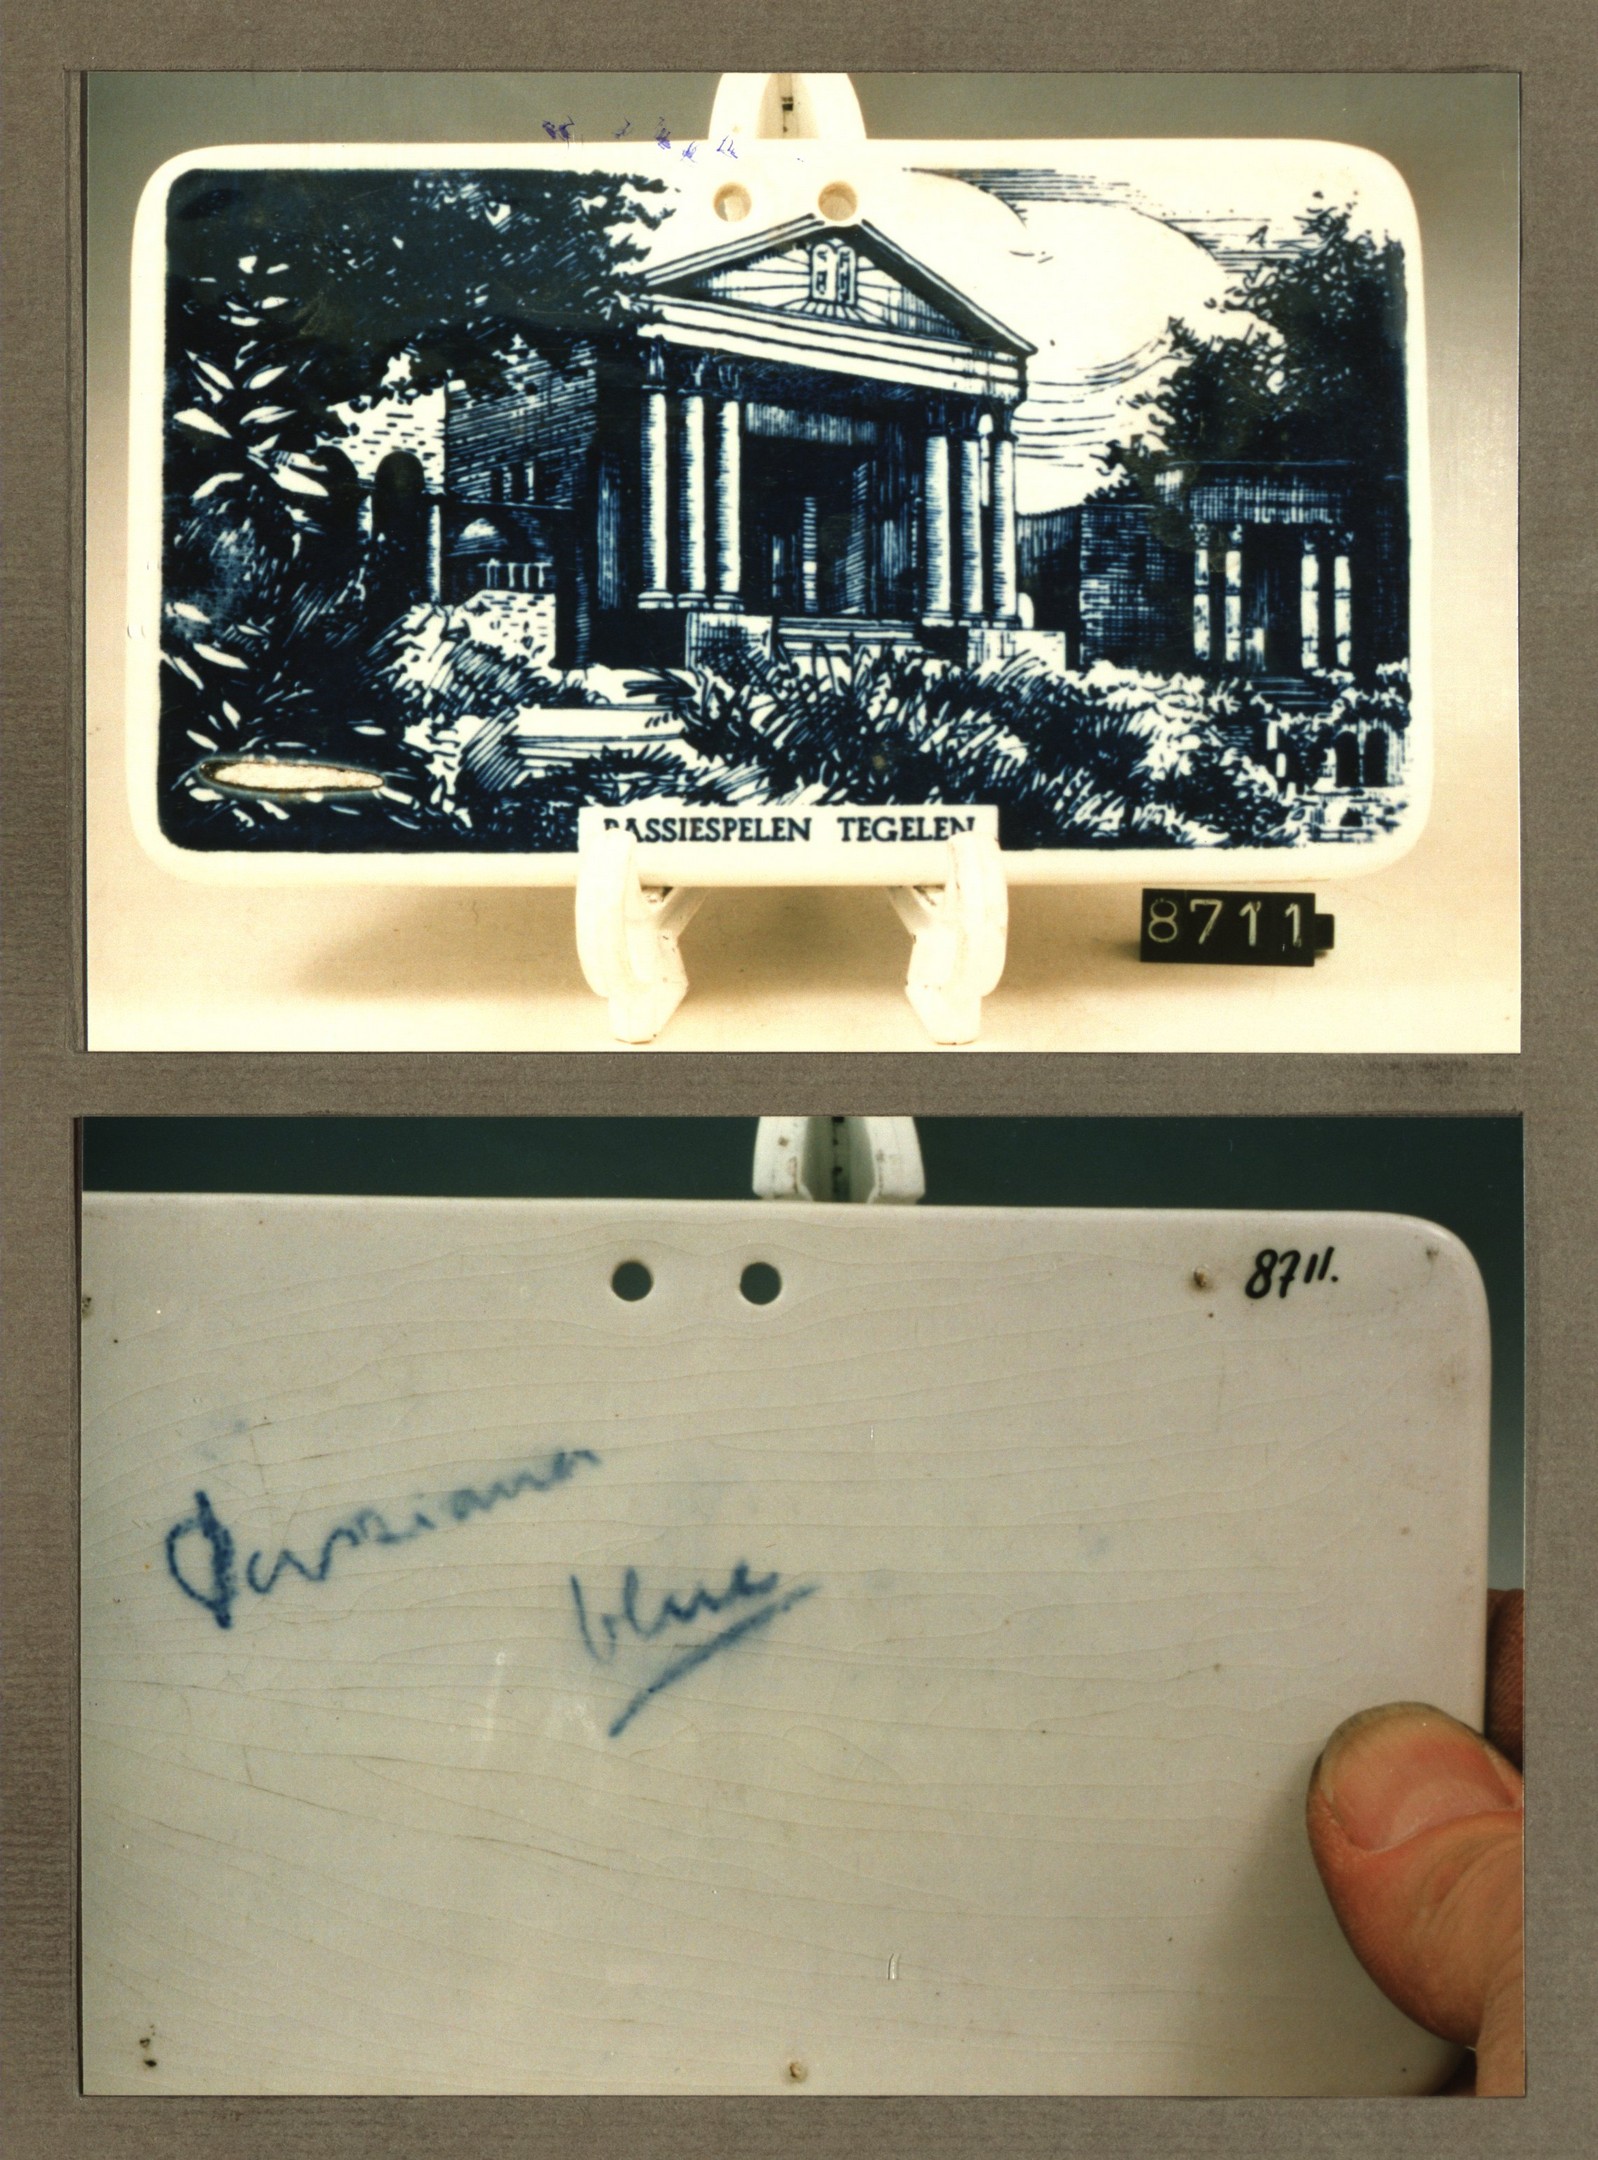 PASSIESPELEN TEGELEN
8711
8711.
blue